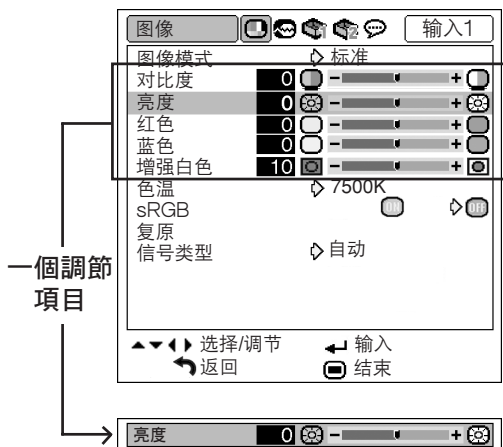 图像 输入1
图像模式 标准
对比度 0 - +
亮度 0 - +
红色 0 - +
蓝色 0 - +
增强白色 10 - +
色温 7500K
sRGB ON OFF
复原
信号类型 自动
选择/调节 输入
返回 结束
一個調節
項目
亮度 0 - +